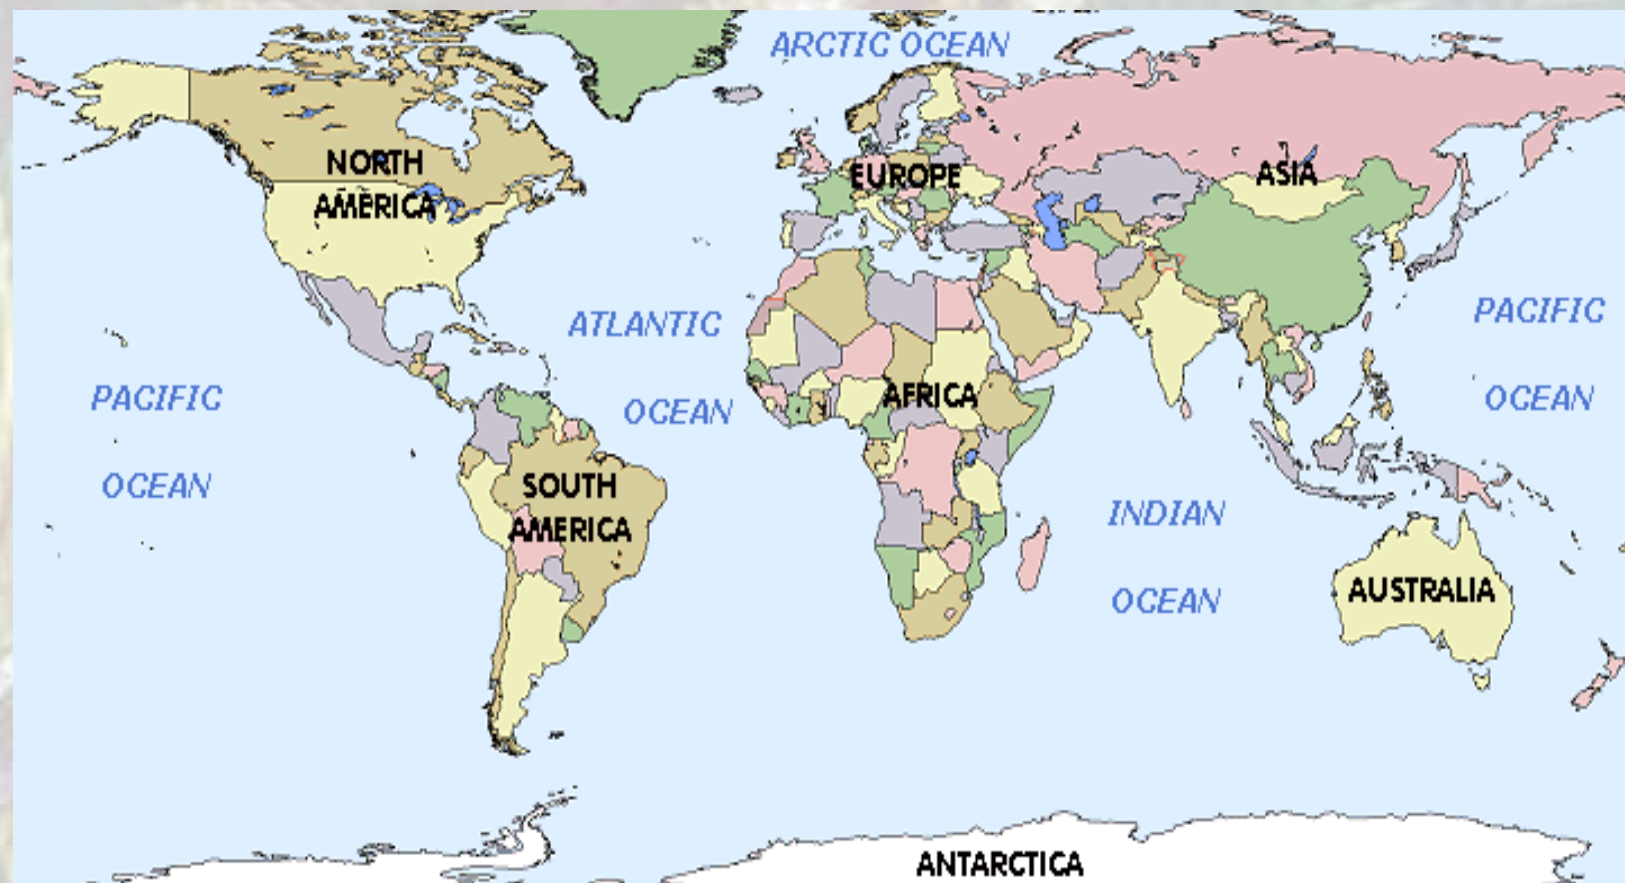 ARCTIC OCEAN
NORTH
AMERICA
EUROPE
ASIA
ATLANTIC
OCEAN
PACIFIC
OCEAN
PACIFIC
OCEAN
AFRICA
SOUTH
AMERICA
INDIAN
OCEAN
AUSTRALIA
ANTARCTICA